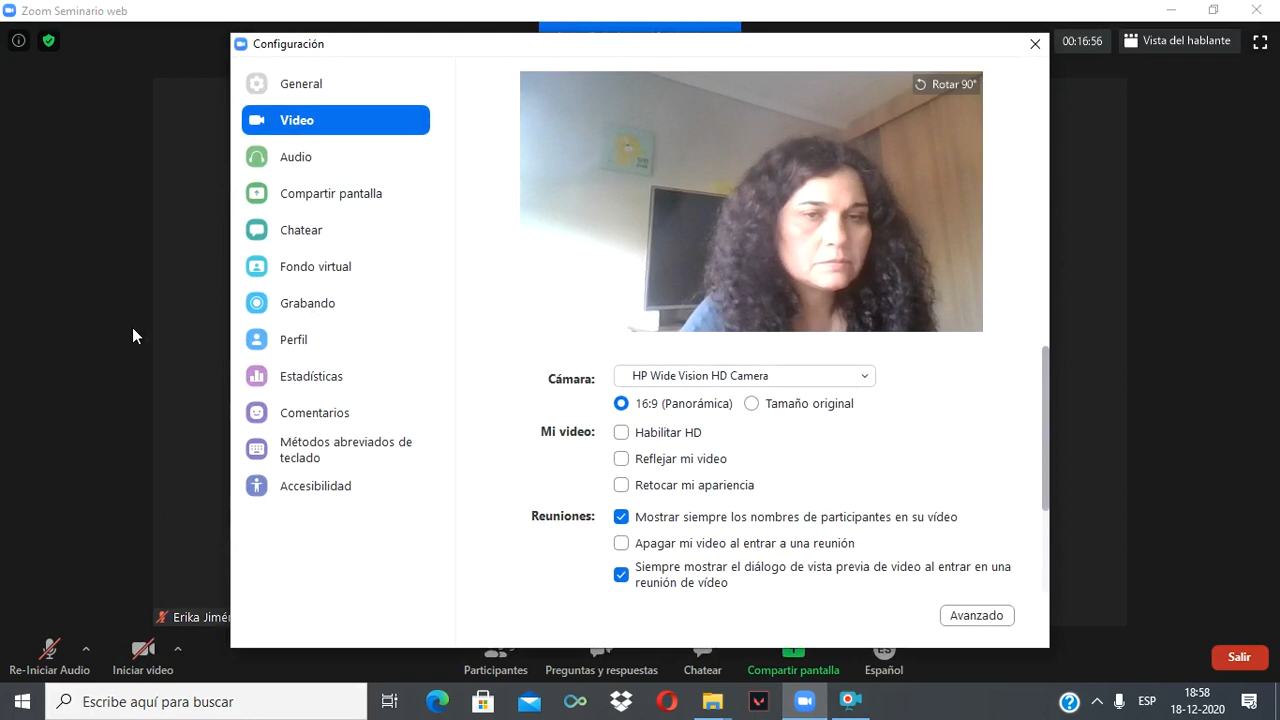 Zoom Seminario web
Configuración
00:16:56
Vista del hablante
General
Video
Audio
Compartir pantalla
Chatear
Fondo virtual
Grabando
Perfil
Estadísticas
Comentarios
Métodos abreviados de
teclado
Accesibilidad
Rotar 90°
Cámara:
HP Wide Vision HD Camera
16:9 (Panorámica)
Tamaño original
Mi video:
Habilitar HD
Reflejar mi video
Retocar mi apariencia
Reuniones:
Mostrar siempre los nombres de participantes en su vídeo
Apagar mi video al entrar a una reunión
Siempre mostrar el diálogo de vista previa de video al entrar en una
reunión de vídeo
Avanzado
Erika Jimén
Re-Iniciar Audio
Iniciar video
Participantes
Preguntas y respuestas
Chatear
Compartir pantalla
ES
Español
Salir
Escribe aquí para buscar
ESP
18:58
18-12-2020